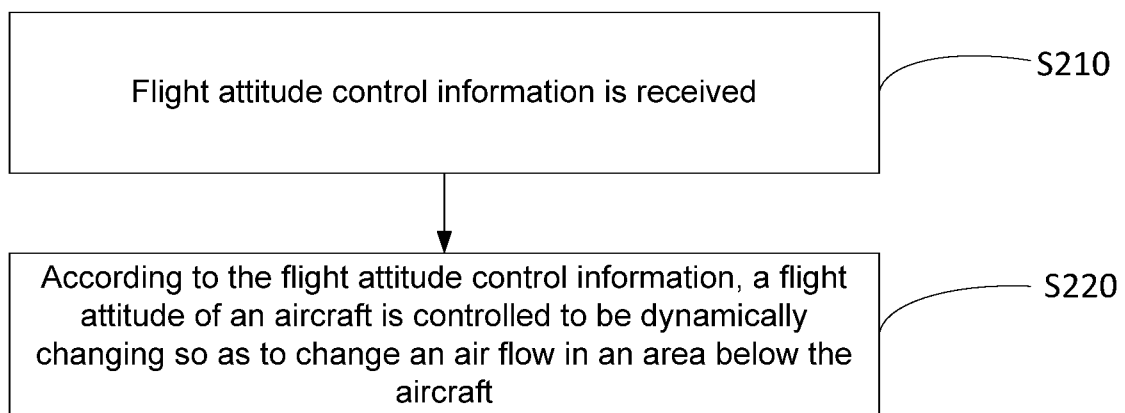 Flight attitude control information is received
S210
According to the flight attitude control information, a flight
attitude of an aircraft is controlled to be dynamically
changing so as to change an air flow in an area below the
aircraft
S220